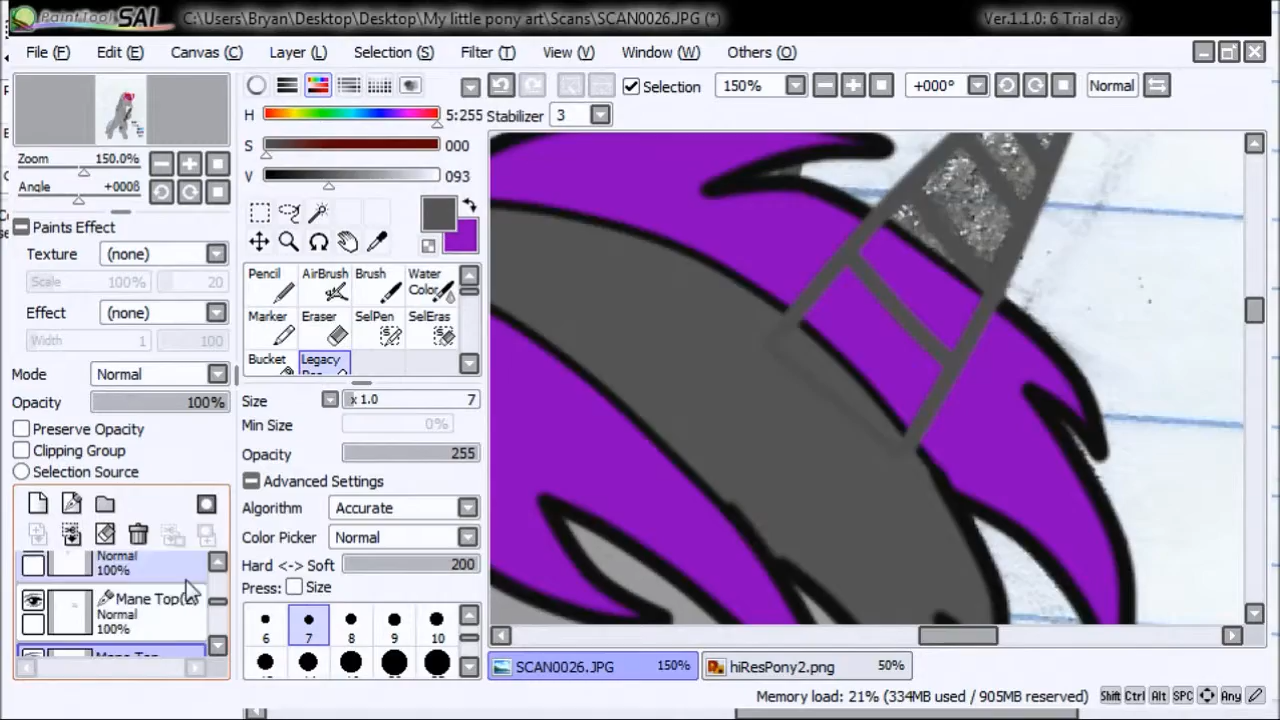 PaintTool SAI C:\Users\Bryan\Desktop\Desktop\My little pony art\Scans\SCAN0026.JPG (*) Ver.1.1.0: 6 Trial day
File (F) Edit (E) Canvas (C) Layer (L) Selection (S) Filter (T) View (V) Window (W) Others (O)
Selection 150% +000° Normal
Stabilizer 3
H 5:255
S 000
V 093
Zoom 150.0%
Angle +000ß
Paints Effect
Texture (none)
Scale 100% 20
Effect (none)
Width 1 100
Mode Normal
Opacity 100%
Preserve Opacity
Clipping Group
Selection Source
Normal
100%
Mane Top(
Normal
100%
Mane Top
Pencil AirBrush Brush Water Color
Marker Eraser SelPen SelEras
Bucket Legacy Pen
Size x 1.0 7
Min Size 0%
Opacity 255
Advanced Settings
Algorithm Accurate
Color Picker Normal
Hard <-> Soft 200
Press: Size
6 7 8 9 10
SCAN0026.JPG 150% hiResPony2.png 50%
Memory load: 21% (334MB used / 905MB reserved) Shift Ctrl Alt SPC Any